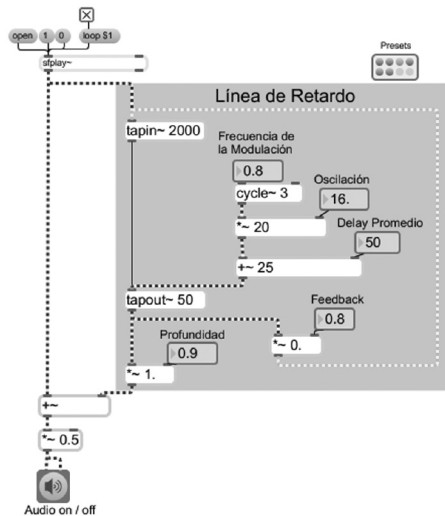 open
1
0
loop $1
sfplay~
Presets
Línea de Retardo
tapin~ 2000
Frecuencia de
la Modulación
0.8
cycle~ 3
Oscilación
16.
*~ 20
Delay Promedio
50
+~ 25
tapout~ 50
Feedback
0.8
*~ 0.
Profundidad
0.9
*~ 1.
+~
*~ 0.5
Audio on / off